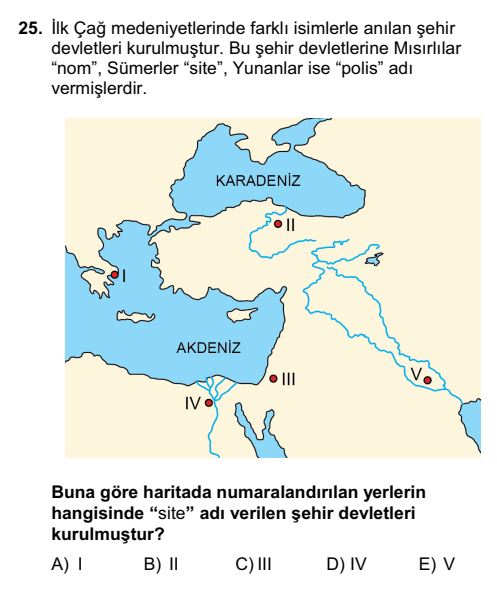 25. İlk Çağ medeniyetlerinde farklı isimlerle anılan şehir
devletleri kurulmuştur. Bu şehir devletlerine Mısırlılar
“nom”, Sümerler “site”, Yunanlar ise “polis” adı
vermişlerdir.
KARADENİZ
II
I
AKDENİZ
III
V
IV
Buna göre haritada numaralandırılan yerlerin
hangisinde “site” adı verilen şehir devletleri
kurulmuştur?
A) I B) II C) III D) IV E) V